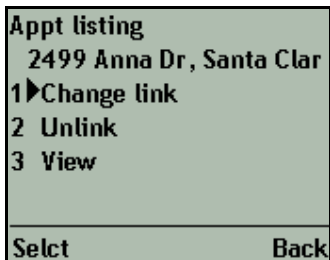 Appt listing
2499 Anna Dr, Santa Clar
1▶Change link
2 Unlink
3 View
Selct Back